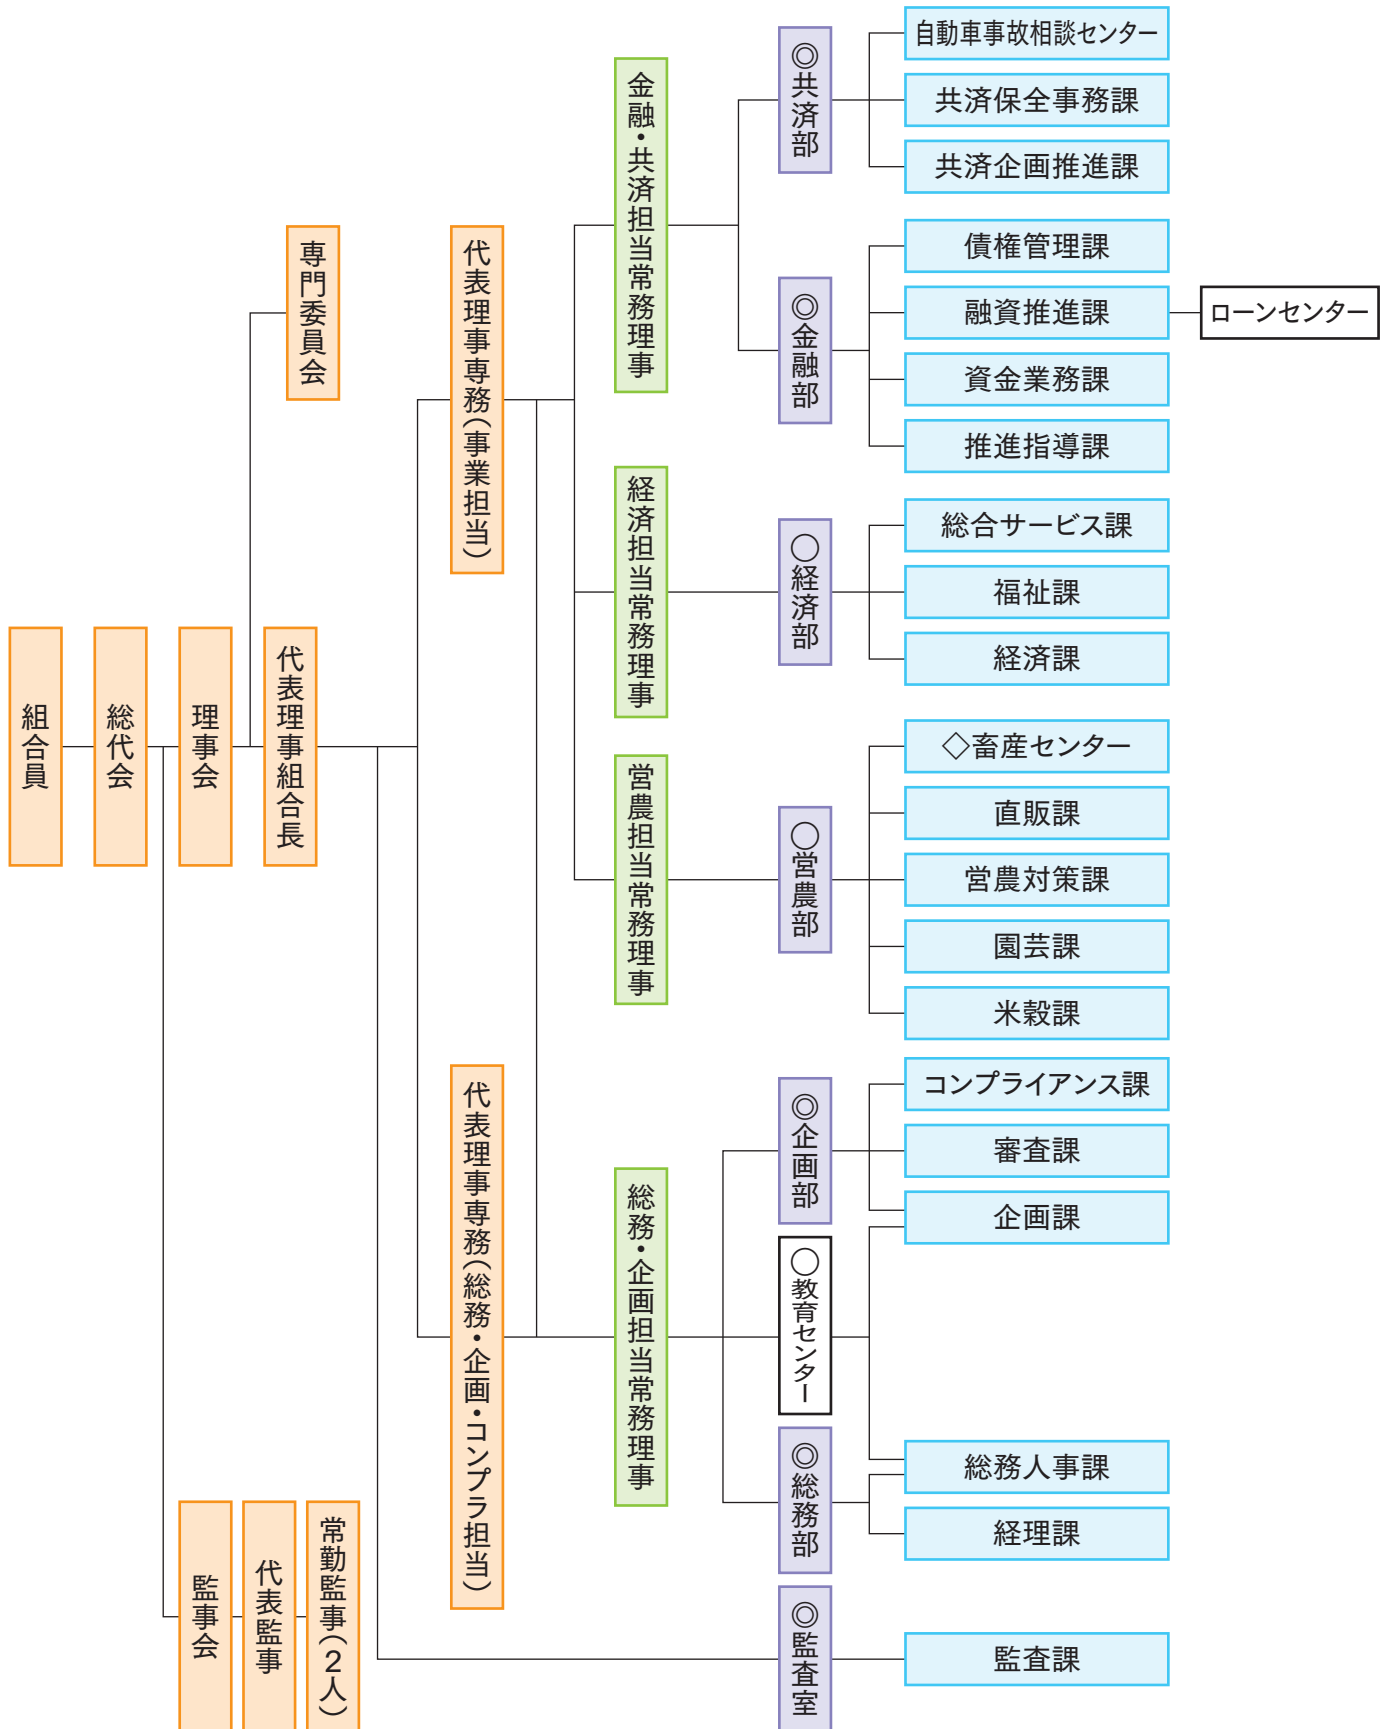 組合員
総代会
理事会
代表理事組合長
専門委員会
監事会
代表監事
常勤監事（2人）
代表理事専務（事業担当）
代表理事専務（総務・企画・コンプラ担当）
金融・共済担当常務理事
経済担当常務理事
営農担当常務理事
総務・企画担当常務理事
◎共済部
自動車事故相談センター
共済保全事務課
共済企画推進課
◎金融部
債権管理課
融資推進課
ローンセンター
資金業務課
推進指導課
○経済部
総合サービス課
福祉課
経済課
○営農部
◇畜産センター
直販課
営農対策課
園芸課
米穀課
◎企画部
コンプライアンス課
審査課
企画課
○教育センター
◎総務部
総務人事課
経理課
◎監査室
監査課